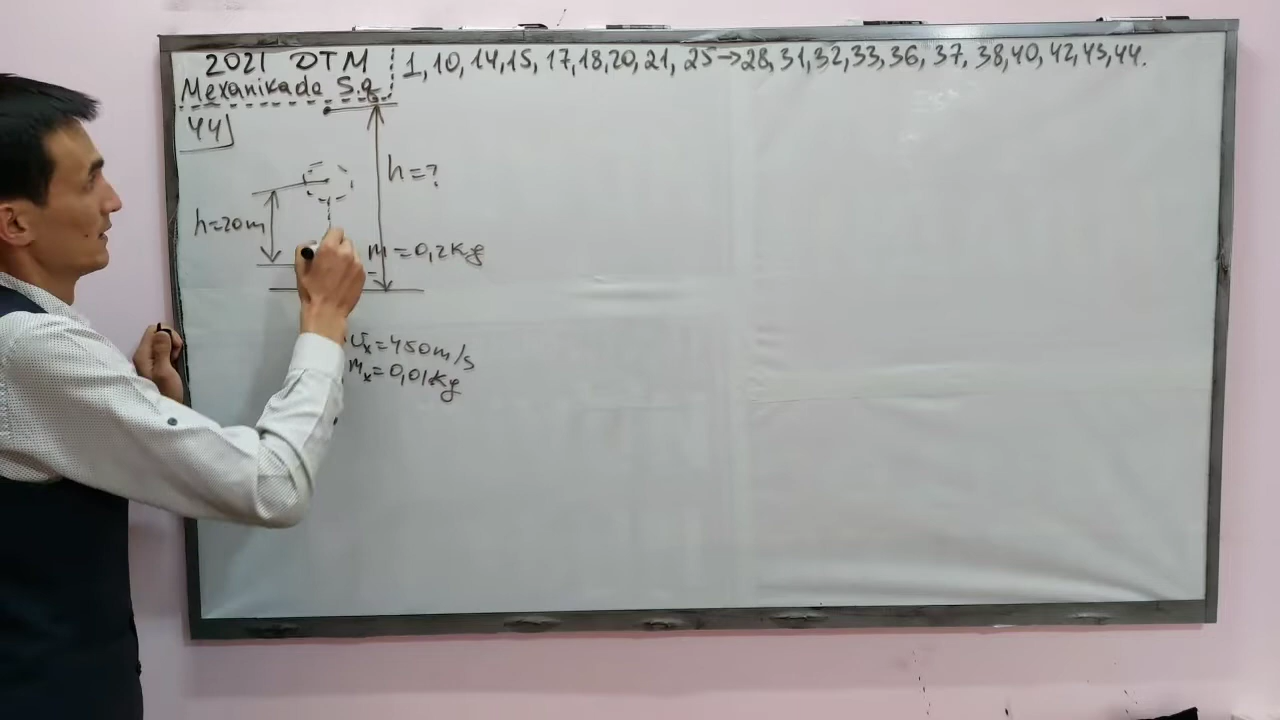 2021 DTM
Mexanikada S.q
1, 10, 14, 15, 17, 18, 20, 21, 25→28, 31, 32, 33, 36, 37, 38, 40, 42, 43, 44.
44
h=?
h=20m
m=0,2kg
υx=450m/s
mx=0,01kg